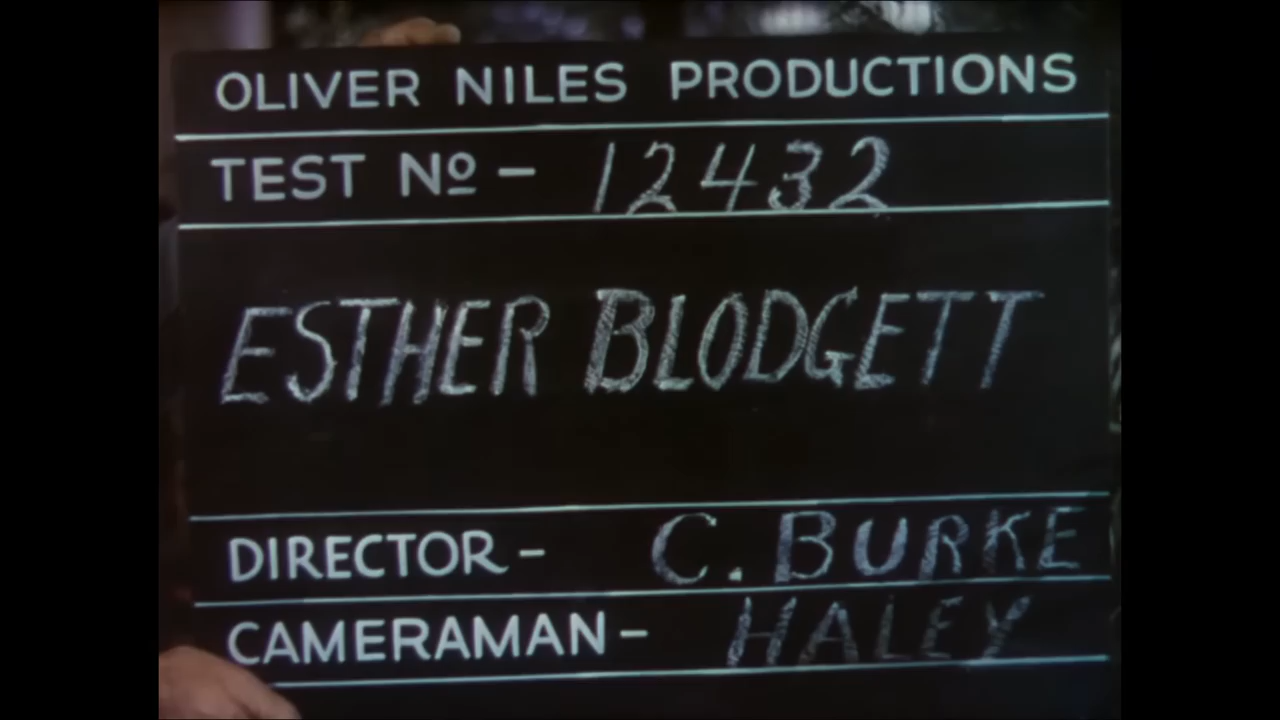 OLIVER NILES PRODUCTIONS
TEST Nº - 12432
ESTHER BLODGETT
DIRECTOR - C. BURKE
CAMERAMAN - HALEY